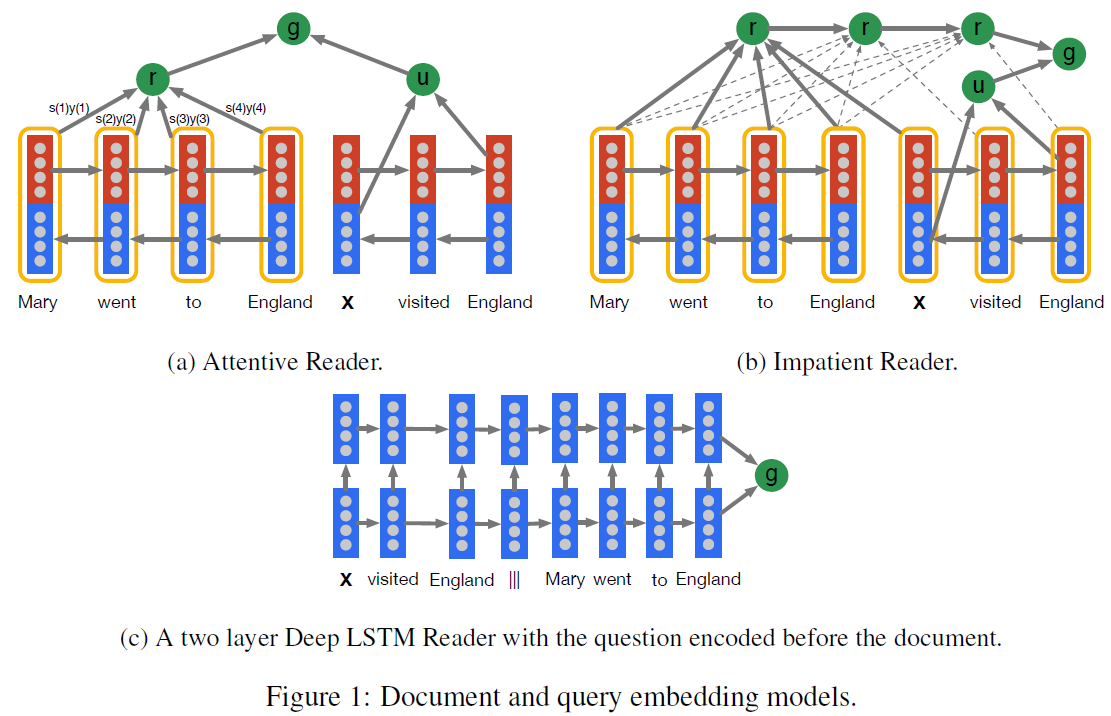 g
r
u
s(1)y(1)
s(2)y(2)
s(3)y(3)
s(4)y(4)
Mary went to England X visited England
(a) Attentive Reader.
r r r
g
u
Mary went to England X visited England
(b) Impatient Reader.
g
X visited England ||| Mary went to England
(c) A two layer Deep LSTM Reader with the question encoded before the document.
Figure 1: Document and query embedding models.